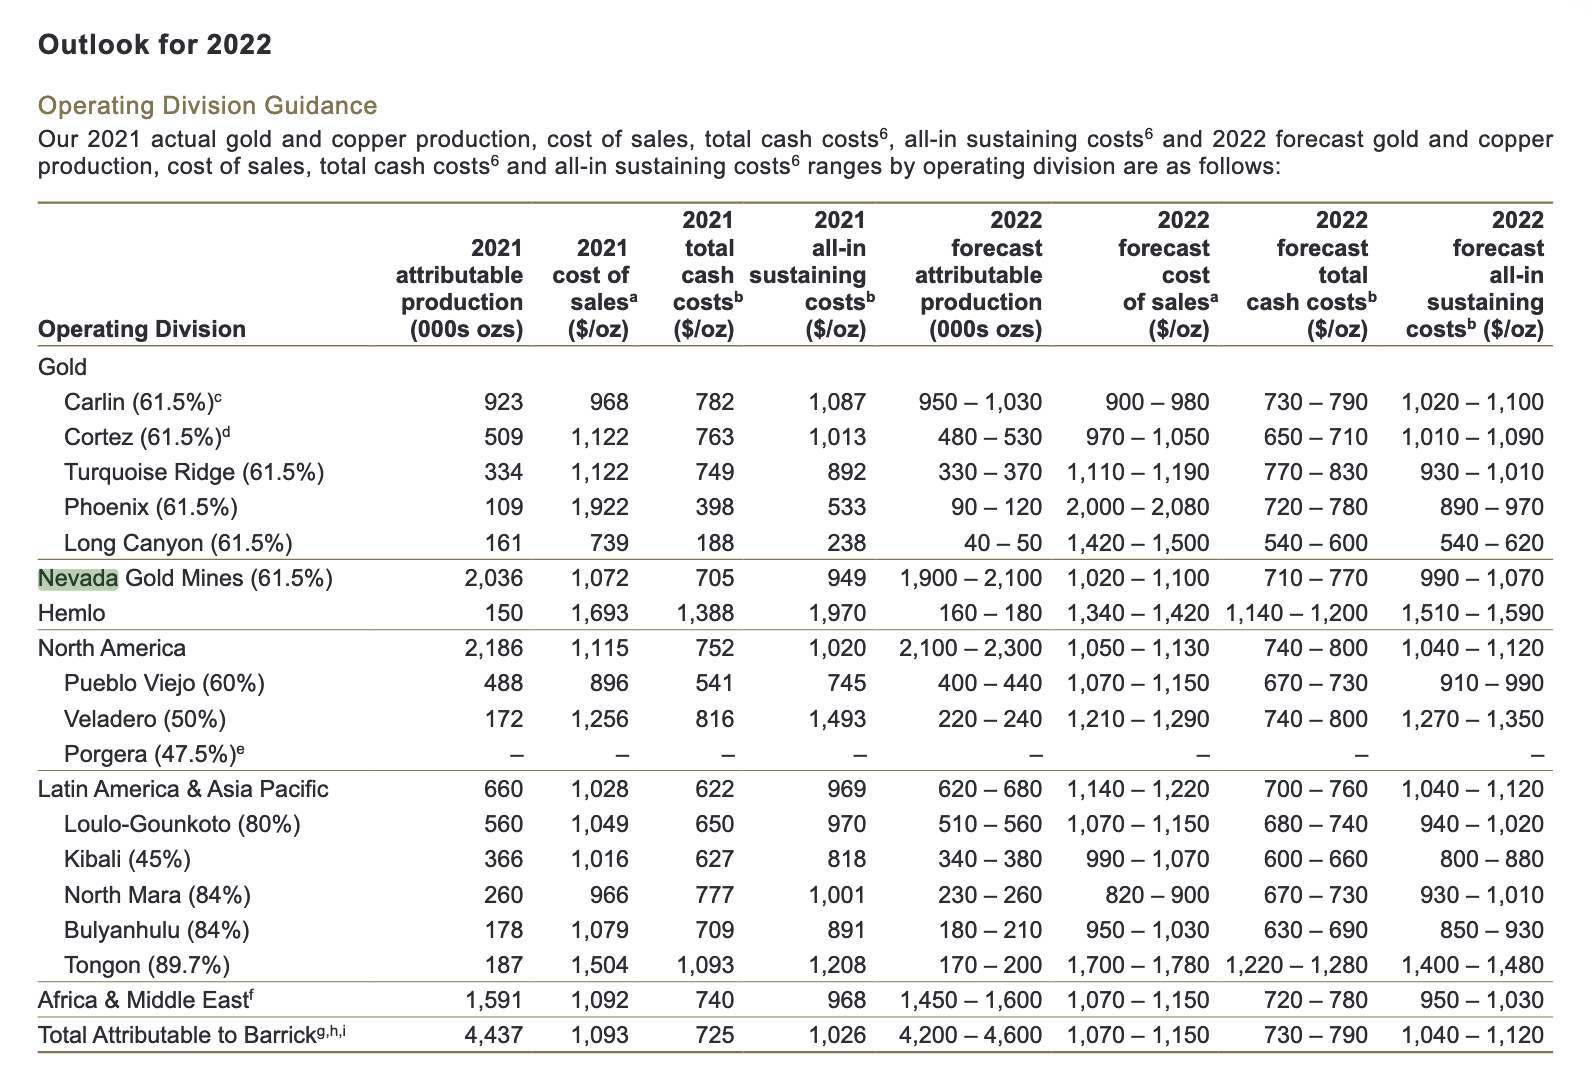 Outlook for 2022
Operating Division Guidance
Our 2021 actual gold and copper production, cost of sales, total cash costs6, all-in sustaining costs6 and 2022 forecast gold and copper
production, cost of sales, total cash costs6 and all-in sustaining costs6 ranges by operating division are as follows:
2021 2021 2022 2022 2022 2022
2021 2021 total all-in forecast forecast forecast forecast
attributable cost of cash sustaining attributable cost total all-in
production salesa costsb costsb production of salesa cash costsb sustaining
Operating Division (000s ozs) ($/oz) ($/oz) ($/oz) (000s ozs) ($/oz) ($/oz) costsb ($/oz)
Gold
Carlin (61.5%)c 923 968 782 1,087 950 – 1,030 900 – 980 730 – 790 1,020 – 1,100
Cortez (61.5%)d 509 1,122 763 1,013 480 – 530 970 – 1,050 650 – 710 1,010 – 1,090
Turquoise Ridge (61.5%) 334 1,122 749 892 330 – 370 1,110 – 1,190 770 – 830 930 – 1,010
Phoenix (61.5%) 109 1,922 398 533 90 – 120 2,000 – 2,080 720 – 780 890 – 970
Long Canyon (61.5%) 161 739 188 238 40 – 50 1,420 – 1,500 540 – 600 540 – 620
Nevada Gold Mines (61.5%) 2,036 1,072 705 949 1,900 – 2,100 1,020 – 1,100 710 – 770 990 – 1,070
Hemlo 150 1,693 1,388 1,970 160 – 180 1,340 – 1,420 1,140 – 1,200 1,510 – 1,590
North America 2,186 1,115 752 1,020 2,100 – 2,300 1,050 – 1,130 740 – 800 1,040 – 1,120
Pueblo Viejo (60%) 488 896 541 745 400 – 440 1,070 – 1,150 670 – 730 910 – 990
Veladero (50%) 172 1,256 816 1,493 220 – 240 1,210 – 1,290 740 – 800 1,270 – 1,350
Porgera (47.5%)e – – – – – – – –
Latin America & Asia Pacific 660 1,028 622 969 620 – 680 1,140 – 1,220 700 – 760 1,040 – 1,120
Loulo-Gounkoto (80%) 560 1,049 650 970 510 – 560 1,070 – 1,150 680 – 740 940 – 1,020
Kibali (45%) 366 1,016 627 818 340 – 380 990 – 1,070 600 – 660 800 – 880
North Mara (84%) 260 966 777 1,001 230 – 260 820 – 900 670 – 730 930 – 1,010
Bulyanhulu (84%) 178 1,079 709 891 180 – 210 950 – 1,030 630 – 690 850 – 930
Tongon (89.7%) 187 1,504 1,093 1,208 170 – 200 1,700 – 1,780 1,220 – 1,280 1,400 – 1,480
Africa & Middle Eastf 1,591 1,092 740 968 1,450 – 1,600 1,070 – 1,150 720 – 780 950 – 1,030
Total Attributable to Barrickg,h,i 4,437 1,093 725 1,026 4,200 – 4,600 1,070 – 1,150 730 – 790 1,040 – 1,120